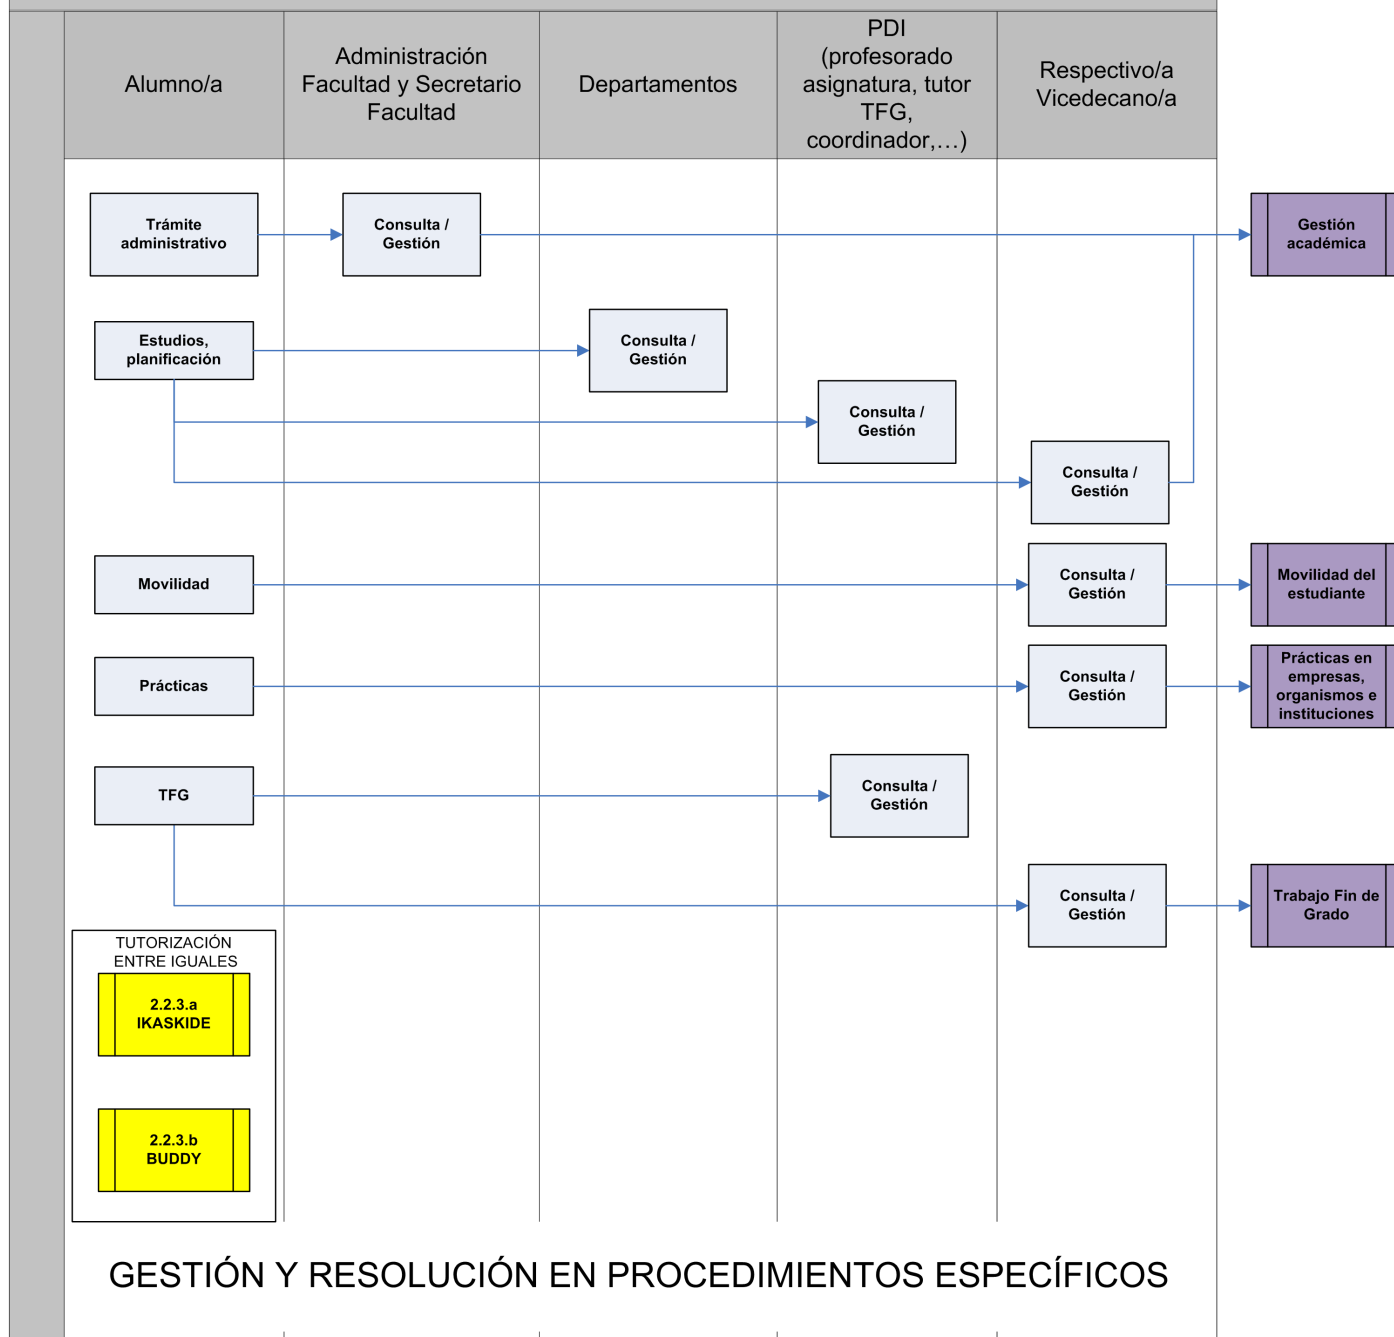 Alumno/a
Administración
Facultad y Secretario
Facultad
Departamentos
PDI
(profesorado
asignatura, tutor
TFG,
coordinador,…)
Respectivo/a
Vicedecano/a
Trámite
administrativo
Consulta /
Gestión
Gestión
académica
Estudios,
planificación
Consulta /
Gestión
Consulta /
Gestión
Consulta /
Gestión
Movilidad
Consulta /
Gestión
Movilidad del
estudiante
Prácticas
Consulta /
Gestión
Prácticas en
empresas,
organismos e
instituciones
TFG
Consulta /
Gestión
Consulta /
Gestión
Trabajo Fin de
Grado
TUTORIZACIÓN
ENTRE IGUALES
2.2.3.a
IKASKIDE
2.2.3.b
BUDDY
GESTIÓN Y RESOLUCIÓN EN PROCEDIMIENTOS ESPECÍFICOS